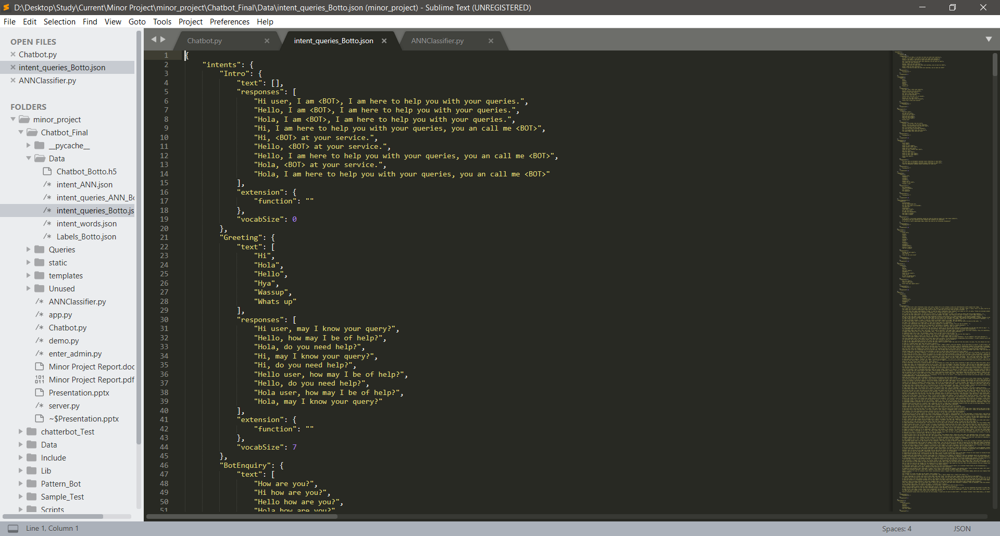 D:\Desktop\Study\Current\Minor Project\minor_project\Chatbot_Final\Data\intent_queries_Botto.json (minor_project) - Sublime Text (UNREGISTERED)
File Edit Selection Find View Goto Tools Project Preferences Help
OPEN FILES
Chatbot.py
intent_queries_Botto.json
ANNClassifier.py
FOLDERS
minor_project
Chatbot_Final
__pycache__
Data
Chatbot_Botto.h5
/* intent_ANN.json
/* intent_queries_ANN_Bo
/* intent_queries_Botto.js
/* intent_words.json
/* Labels_Botto.json
Queries
static
templates
Unused
/* ANNClassifier.py
/* app.py
/* Chatbot.py
/* demo.py
/* enter_admin.py
Minor Project Report.doc
Minor Project Report.pdf
Presentation.pptx
/* server.py
~$Presentation.pptx
chatterbot_Test
Data
Include
Lib
Pattern_Bot
Sample_Test
Scripts
Chatbot.py intent_queries_Botto.json ANNClassifier.py
1 {
2 "intents": {
3 "Intro": {
4 "text": [],
5 "responses": [
6 "Hi user, I am <BOT>, I am here to help you with your queries.",
7 "Hello, I am <BOT>, I am here to help you with your queries.",
8 "Hola, I am <BOT>, I am here to help you with your queries.",
9 "Hi, I am here to help you with your queries, you an call me <BOT>",
10 "Hi, <BOT> at your service.",
11 "Hello, <BOT> at your service.",
12 "Hello, I am here to help you with your queries, you an call me <BOT>",
13 "Hola, <BOT> at your service.",
14 "Hola, I am here to help you with your queries, you an call me <BOT>"
15 ],
16 "extension": {
17 "function": ""
18 },
19 "vocabSize": 0
20 },
21 "Greeting": {
22 "text": [
23 "Hi",
24 "Hola",
25 "Hello",
26 "Hya",
27 "Wassup",
28 "Whats up"
29 ],
30 "responses": [
31 "Hi user, may I know your query?",
32 "Hello, how may I be of help?",
33 "Hola, do you need help?",
34 "Hi, may I know your query?",
35 "Hi, do you need help?",
36 "Hello user, how may I be of help?",
37 "Hello, do you need help?",
38 "Hola user, how may I be of help?",
39 "Hola, may I know your query?"
40 ],
41 "extension": {
42 "function": ""
43 },
44 "vocabSize": 7
45 },
46 "BotEnquiry": {
47 "text": [
48 "How are you?",
49 "Hi how are you?",
50 "Hello how are you?",
51 "Hola how are you?"
Line 1, Column 1 Spaces: 4 JSON